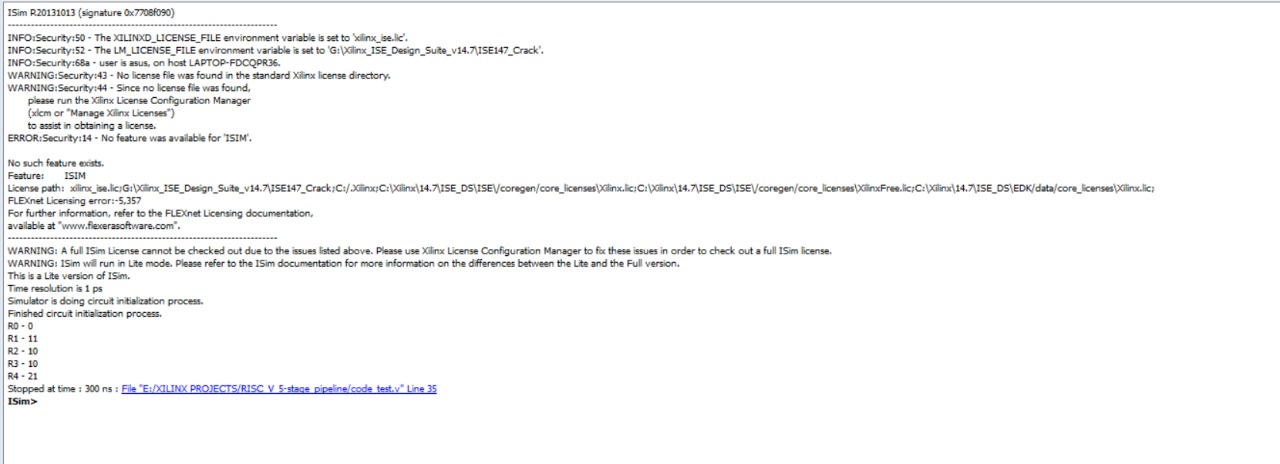 ISim R20131013 (signature 0x7708f090)
----------------------------------------------------------------------
INFO:Security:50 - The XILINXD_LICENSE_FILE environment variable is set to 'xilinx_ise.lic'.
INFO:Security:52 - The LM_LICENSE_FILE environment variable is set to 'G:\Xilinx_ISE_Design_Suite_v14.7\ISE147_Crack'.
INFO:Security:68a - user is asus, on host LAPTOP-FDCQPR36.
WARNING:Security:43 - No license file was found in the standard Xilinx license directory.
WARNING:Security:44 - Since no license file was found,
please run the Xilinx License Configuration Manager
(xlcm or "Manage Xilinx Licenses")
to assist in obtaining a license.
ERROR:Security:14 - No feature was available for 'ISIM'.
No such feature exists.
Feature: ISIM
License path: xilinx_ise.lic;G:\Xilinx_ISE_Design_Suite_v14.7\ISE147_Crack;C:/.Xilinx;C:\Xilinx\14.7\ISE_DS\ISE\/coregen/core_licenses\Xilinx.lic;C:\Xilinx\14.7\ISE_DS\ISE\/coregen/core_licenses\XilinxFree.lic;C:\Xilinx\14.7\ISE_DS\EDK/data/core_licenses\Xilinx.lic;
FLEXnet Licensing error:-5,357
For further information, refer to the FLEXnet Licensing documentation,
available at "www.flexerasoftware.com".
----------------------------------------------------------------------
WARNING: A full ISim License cannot be checked out due to the issues listed above. Please use Xilinx License Configuration Manager to fix these issues in order to check out a full ISim license.
WARNING: ISim will run in Lite mode. Please refer to the ISim documentation for more information on the differences between the Lite and the Full version.
This is a Lite version of ISim.
Time resolution is 1 ps
Simulator is doing circuit initialization process.
Finished circuit initialization process.
R0 - 0
R1 - 11
R2 - 10
R3 - 10
R4 - 21
Stopped at time : 300 ns : File "E:/XILINX PROJECTS/RISC_V_5-stage_pipeline/code_test.v" Line 35
ISim>